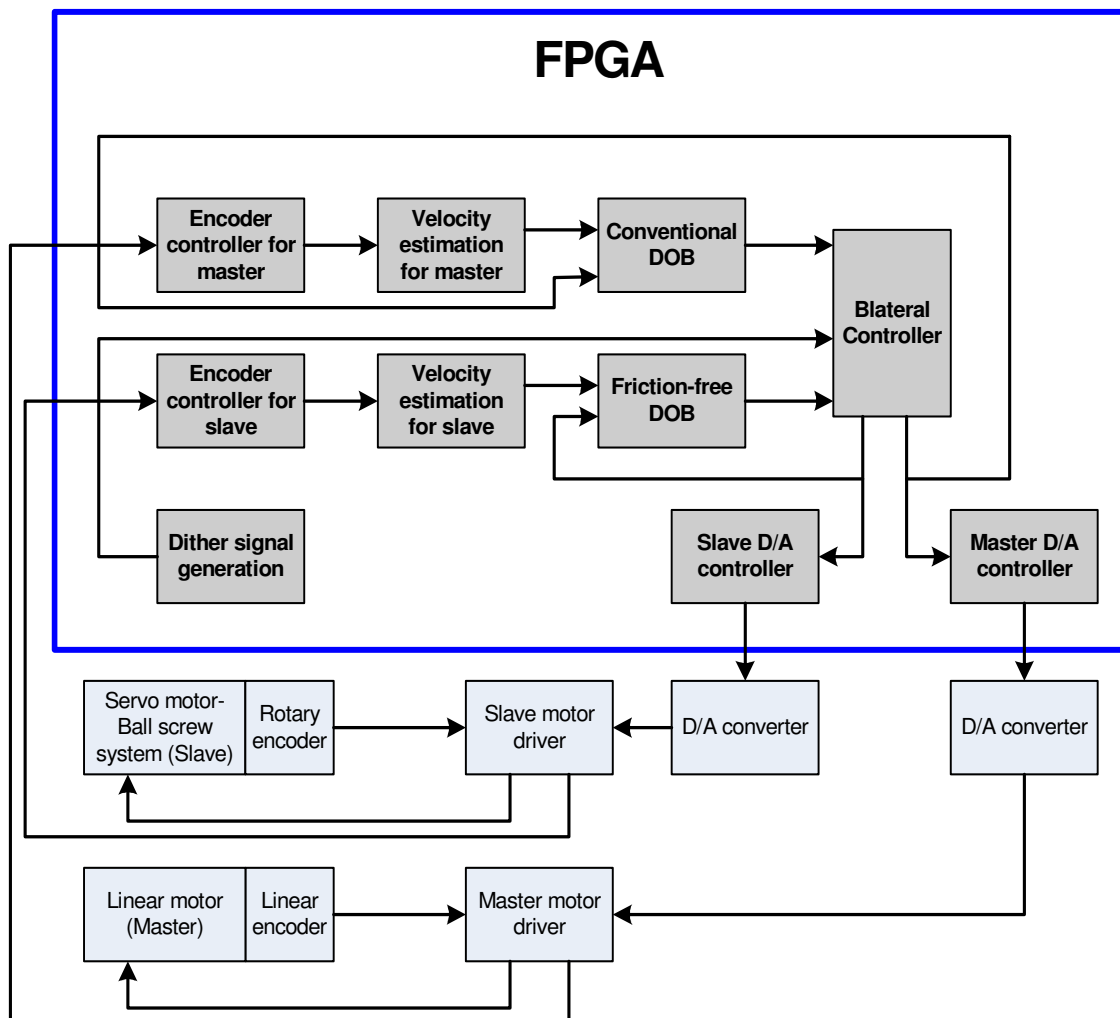 FPGA
Encoder
controller for
master
Velocity
estimation
for master
Conventional
DOB
Blateral
Controller
Encoder
controller for
slave
Velocity
estimation
for slave
Friction-free
DOB
Dither signal
generation
Slave D/A
controller
Master D/A
controller
Servo motor-
Ball screw
system (Slave)
Rotary
encoder
Slave motor
driver
D/A converter
D/A converter
Linear motor
(Master)
Linear
encoder
Master motor
driver